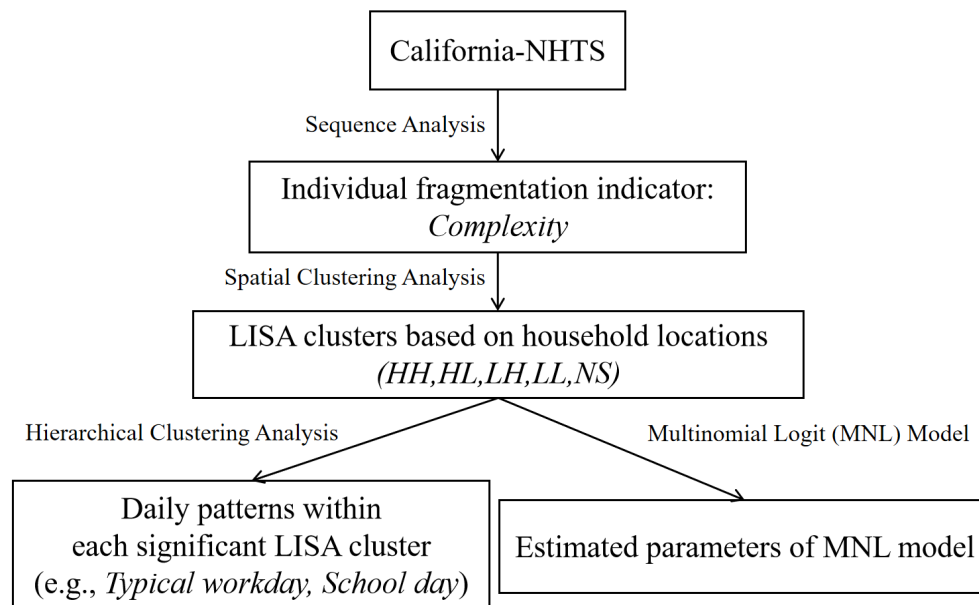 California-NHTS
Sequence Analysis
Individual fragmentation indicator:
Complexity
Spatial Clustering Analysis
LISA clusters based on household locations
(HH,HL,LH,LL,NS)
Hierarchical Clustering Analysis
Multinomial Logit (MNL) Model
Daily patterns within
each significant LISA cluster
(e.g., Typical workday, School day)
Estimated parameters of MNL model